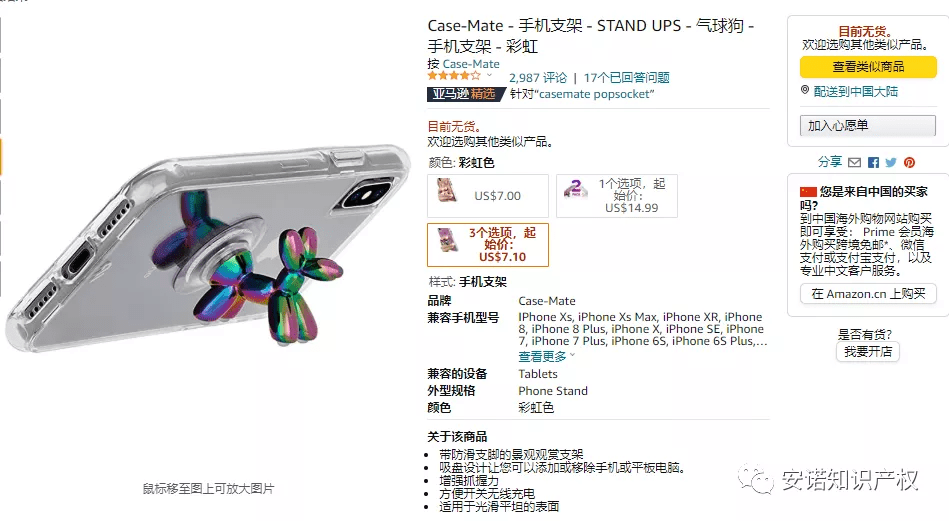 Case-Mate - 手机支架 - STAND UPS - 气球狗 -
手机支架 - 彩虹
按 Case-Mate
2,987 评论 | 17个已回答问题
亚马逊精选 针对“casemate popsocket”
目前无货。
欢迎选购其他类似产品。
颜色: 彩虹色
US$7.00
2
1个选项，起
始价：
US$14.99
3个选项，起
始价：
US$7.10
样式: 手机支架
品牌 Case-Mate
兼容手机型号 IPhone Xs, iPhone Xs Max, iPhone XR, iPhone
8, iPhone 8 Plus, iPhone X, iPhone SE, iPhone
7, iPhone 7 Plus, iPhone 6S, iPhone 6S Plus,...
查看更多
兼容的设备 Tablets
外型规格 Phone Stand
颜色 彩虹色
关于该商品
带防滑支脚的景观观赏支架
吸盘设计让您可以添加或移除手机或平板电脑。
增强抓握力
方便开关无线充电
适用于光滑平坦的表面
鼠标移至图上可放大图片
目前无货。
欢迎选购其他类似产品。
查看类似商品
配送到中国大陆
加入心愿单
分享
您是来自中国的买家
吗?
到中国海外购物网站购买
即可享受： Prime 会员海
外购买跨境免邮*、微信
支付或支付宝支付，以及
专业中文客户服务。
在 Amazon.cn 上购买
是否有货?
我要开店
安诺知识产权